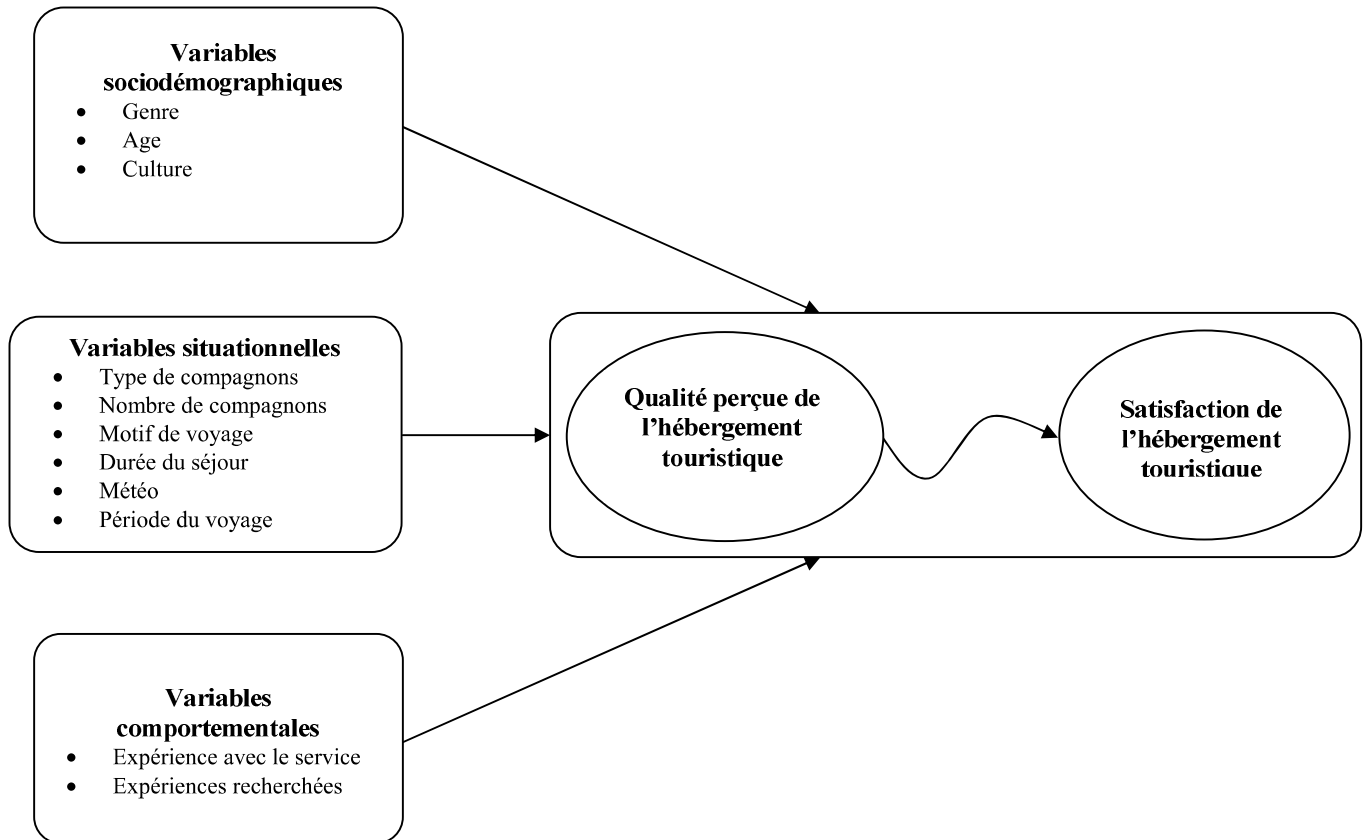 Variables
sociodémographiques
• Genre
• Age
• Culture
Variables situationnelles
• Type de compagnons
• Nombre de compagnons
• Motif de voyage
• Durée du séjour
• Météo
• Période du voyage
Qualité perçue de
l’hébergement
touristique
Satisfaction de
l’hébergement
touristique
Variables
comportementales
• Expérience avec le service
• Expériences recherchées